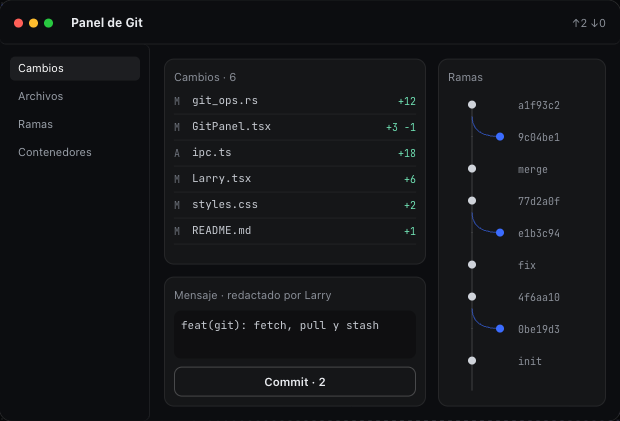 Panel de Git
↑2 ↓0
Cambios
Archivos
Ramas
Contenedores
Cambios · 6
M git_ops.rs +12
M GitPanel.tsx +3 -1
A ipc.ts +18
M Larry.tsx +6
M styles.css +2
M README.md +1
Mensaje · redactado por Larry
feat(git): fetch, pull y stash
Commit · 2
Ramas
a1f93c2
9c04be1
merge
77d2a0f
e1b3c94
fix
4f6aa10
0be19d3
init